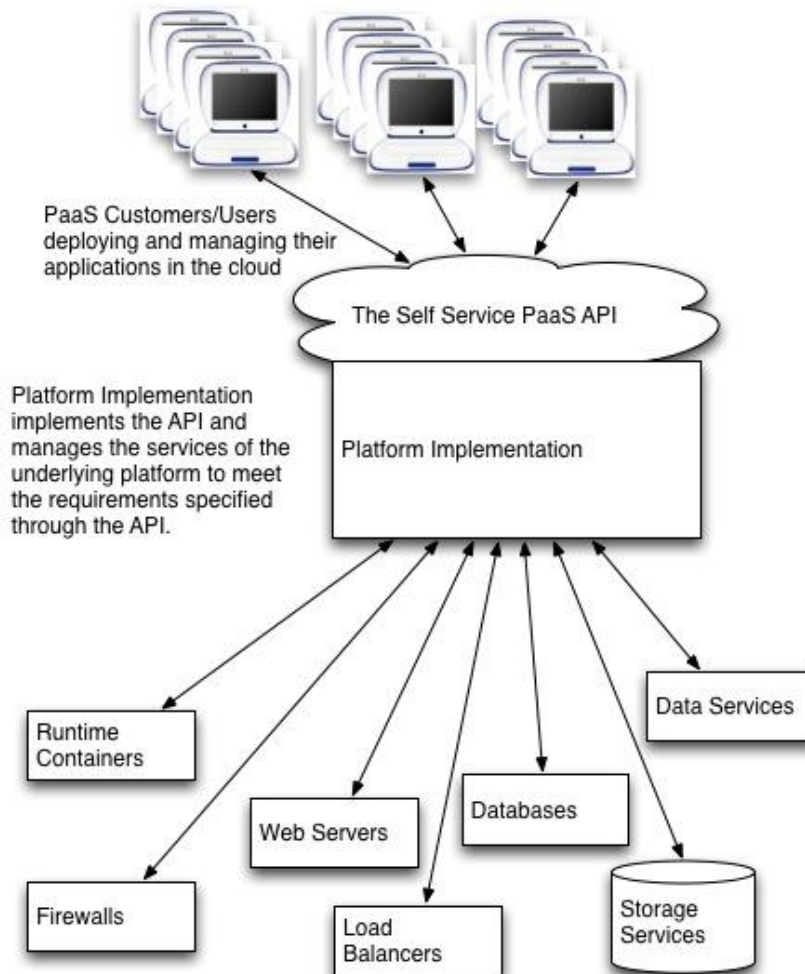 PaaS Customers/Users
deploying and managing their
applications in the cloud
The Self Service PaaS API
Platform Implementation
implements the API and
manages the services of the
underlying platform to meet
the requirements specified
through the API.
Platform Implementation
Data Services
Runtime
Containers
Databases
Web Servers
Storage
Services
Firewalls
Load
Balancers